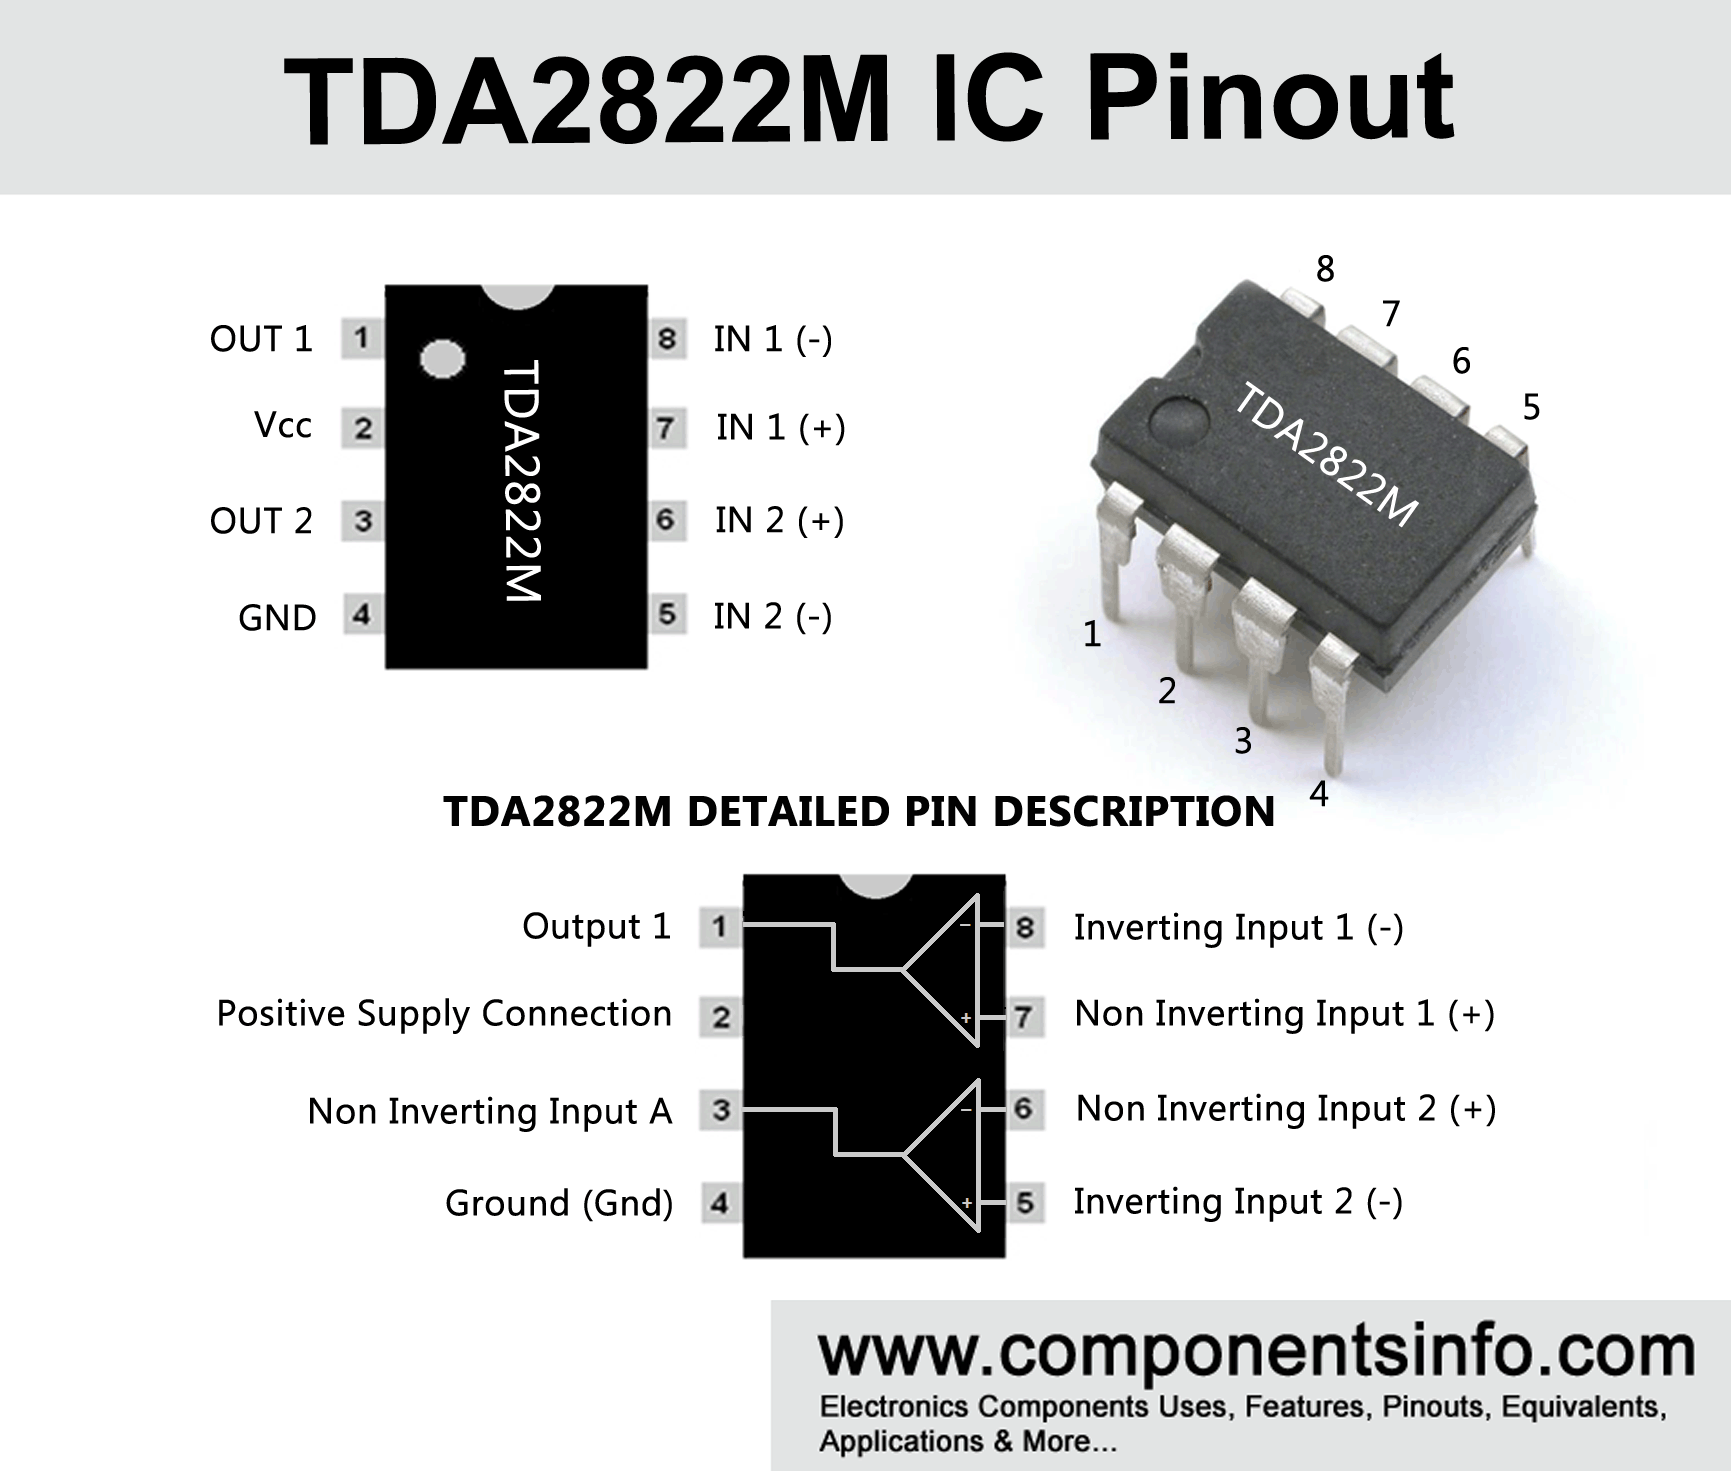 TDA2822M IC Pinout
OUT 1 1 8 IN 1 (-)
Vcc 2 7 IN 1 (+)
OUT 2 3 6 IN 2 (+)
GND 4 5 IN 2 (-)
TDA2822M
8
7
6
5
TDA2822M
1
2
3
4
TDA2822M DETAILED PIN DESCRIPTION
Output 1 1 - 8 Inverting Input 1 (-)
Positive Supply Connection 2 + 7 Non Inverting Input 1 (+)
Non Inverting Input A 3 - 6 Non Inverting Input 2 (+)
Ground (Gnd) 4 + 5 Inverting Input 2 (-)
www.componentsinfo.com
Electronics Components Uses, Features, Pinouts, Equivalents,
Applications & More...